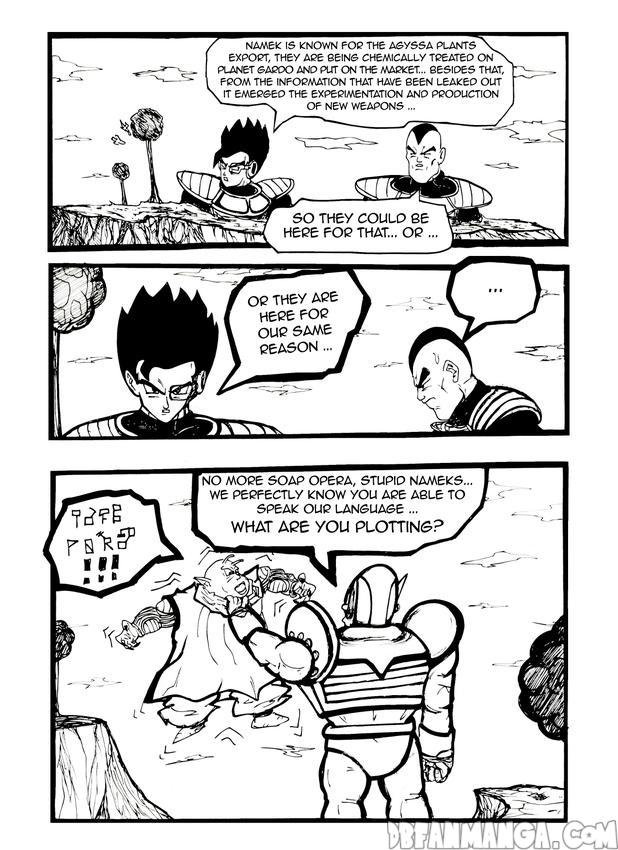 NAMEK IS KNOWN FOR THE AGYSSA PLANTS
EXPORT, THEY ARE BEING CHEMICALLY TREATED ON
PLANET GARDO AND PUT ON THE MARKET... BESIDES THAT,
FROM THE INFORMATION THAT HAVE BEEN LEAKED OUT
IT EMERGED THE EXPERIMENTATION AND PRODUCTION
OF NEW WEAPONS ...
SO THEY COULD BE
HERE FOR THAT... OR ...
OR THEY ARE
HERE FOR
OUR SAME
REASON ...
...
NO MORE SOAP OPERA, STUPID NAMEKS...
WE PERFECTLY KNOW YOU ARE ABLE TO
SPEAK OUR LANGUAGE ...
WHAT ARE YOU PLOTTING?
!!!
DBFANMANGA.COM